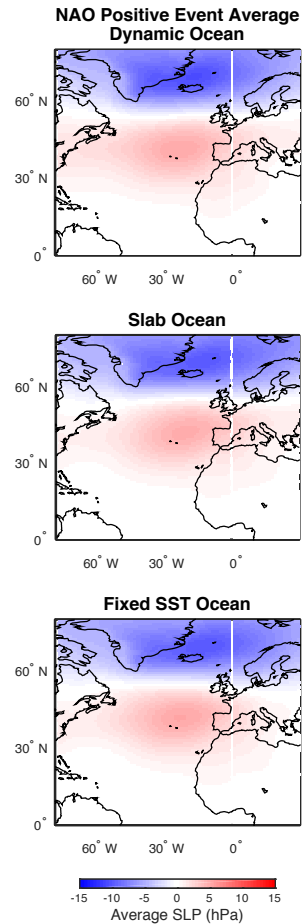 NAO Positive Event Average
Dynamic Ocean
60° N
30° N
0°
60° W
30° W
0°
Slab Ocean
60° N
30° N
0°
60° W
30° W
0°
Fixed SST Ocean
60° N
30° N
0°
60° W
30° W
0°
-15 -10 -5 0 5 10 15
Average SLP (hPa)